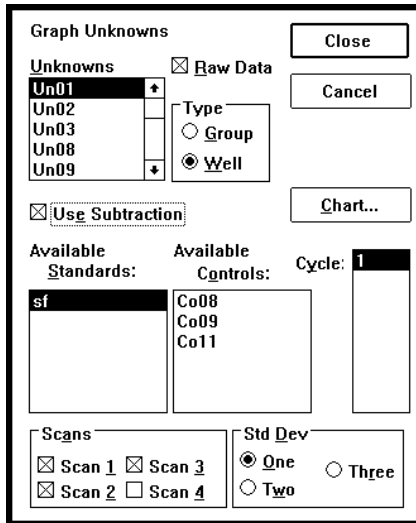 Graph Unknowns
Close
Unknowns
Raw Data
Cancel
Un01
Un02
Un03
Un08
Un09
Type
Group
Well
Use Subtraction
Chart...
Available
Standards:
Available
Controls:
Cycle:
1
sf
Co08
Co09
Co11
Scans
Scan 1
Scan 3
Scan 2
Scan 4
Std Dev
One
Three
Two